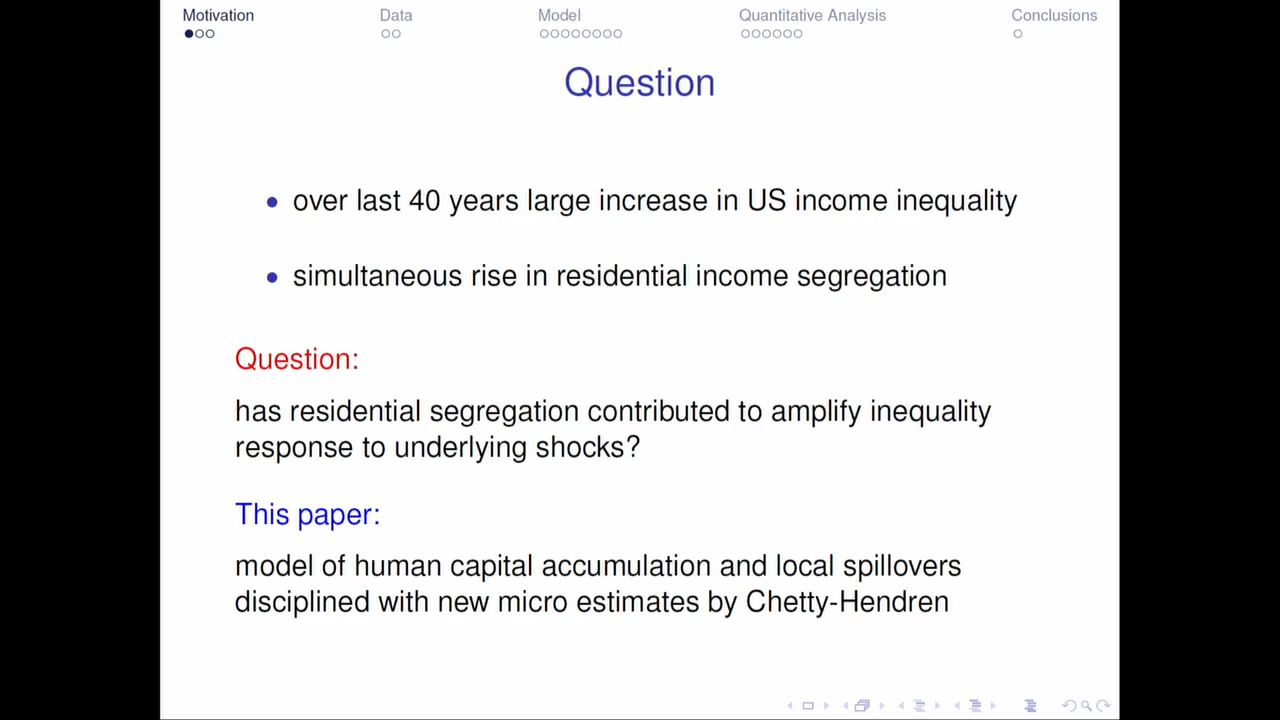 Motivation Data Model Quantitative Analysis Conclusions
Question
over last 40 years large increase in US income inequality
simultaneous rise in residential income segregation
Question:
has residential segregation contributed to amplify inequality
response to underlying shocks?
This paper:
model of human capital accumulation and local spillovers
disciplined with new micro estimates by Chetty-Hendren